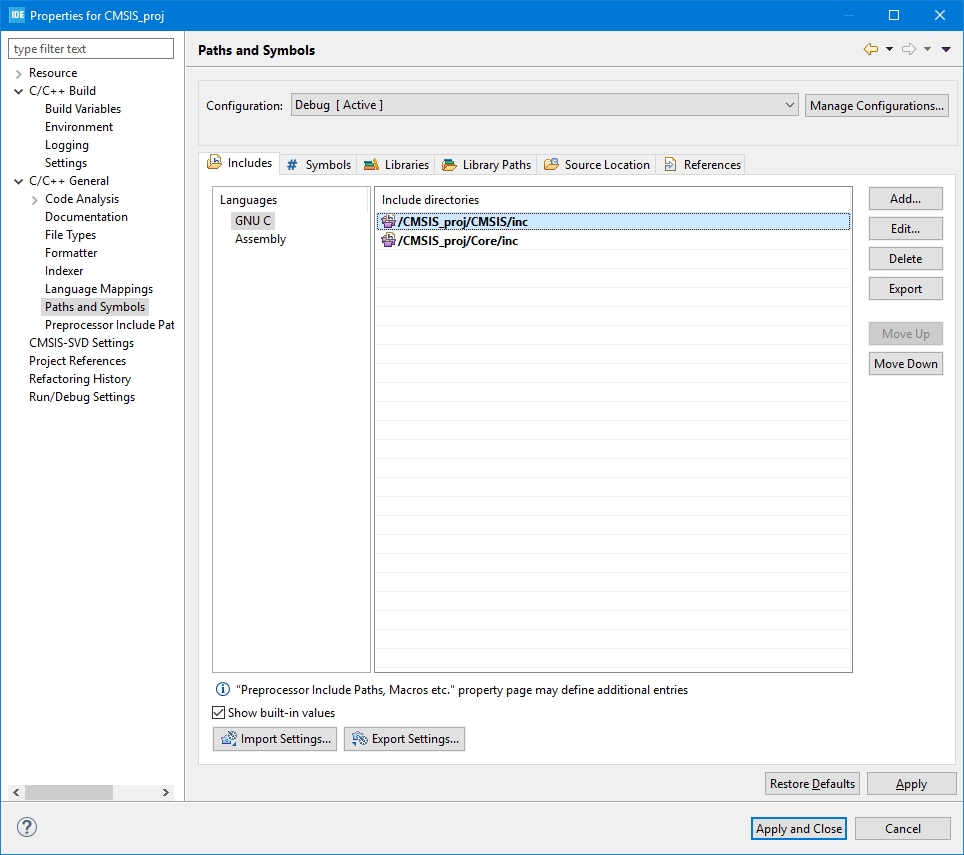 IDE Properties for CMSIS_proj
type filter text
Resource
C/C++ Build
Build Variables
Environment
Logging
Settings
C/C++ General
Code Analysis
Documentation
File Types
Formatter
Indexer
Language Mappings
Paths and Symbols
Preprocessor Include Pat
CMSIS-SVD Settings
Project References
Refactoring History
Run/Debug Settings
Paths and Symbols
Configuration: Debug [ Active ] Manage Configurations...
Includes # Symbols Libraries Library Paths Source Location References
Languages
GNU C
Assembly
Include directories
/CMSIS_proj/CMSIS/inc
/CMSIS_proj/Core/inc
Add...
Edit...
Delete
Export
Move Up
Move Down
"Preprocessor Include Paths, Macros etc." property page may define additional entries
Show built-in values
Import Settings... Export Settings...
Restore Defaults Apply
? Apply and Close Cancel